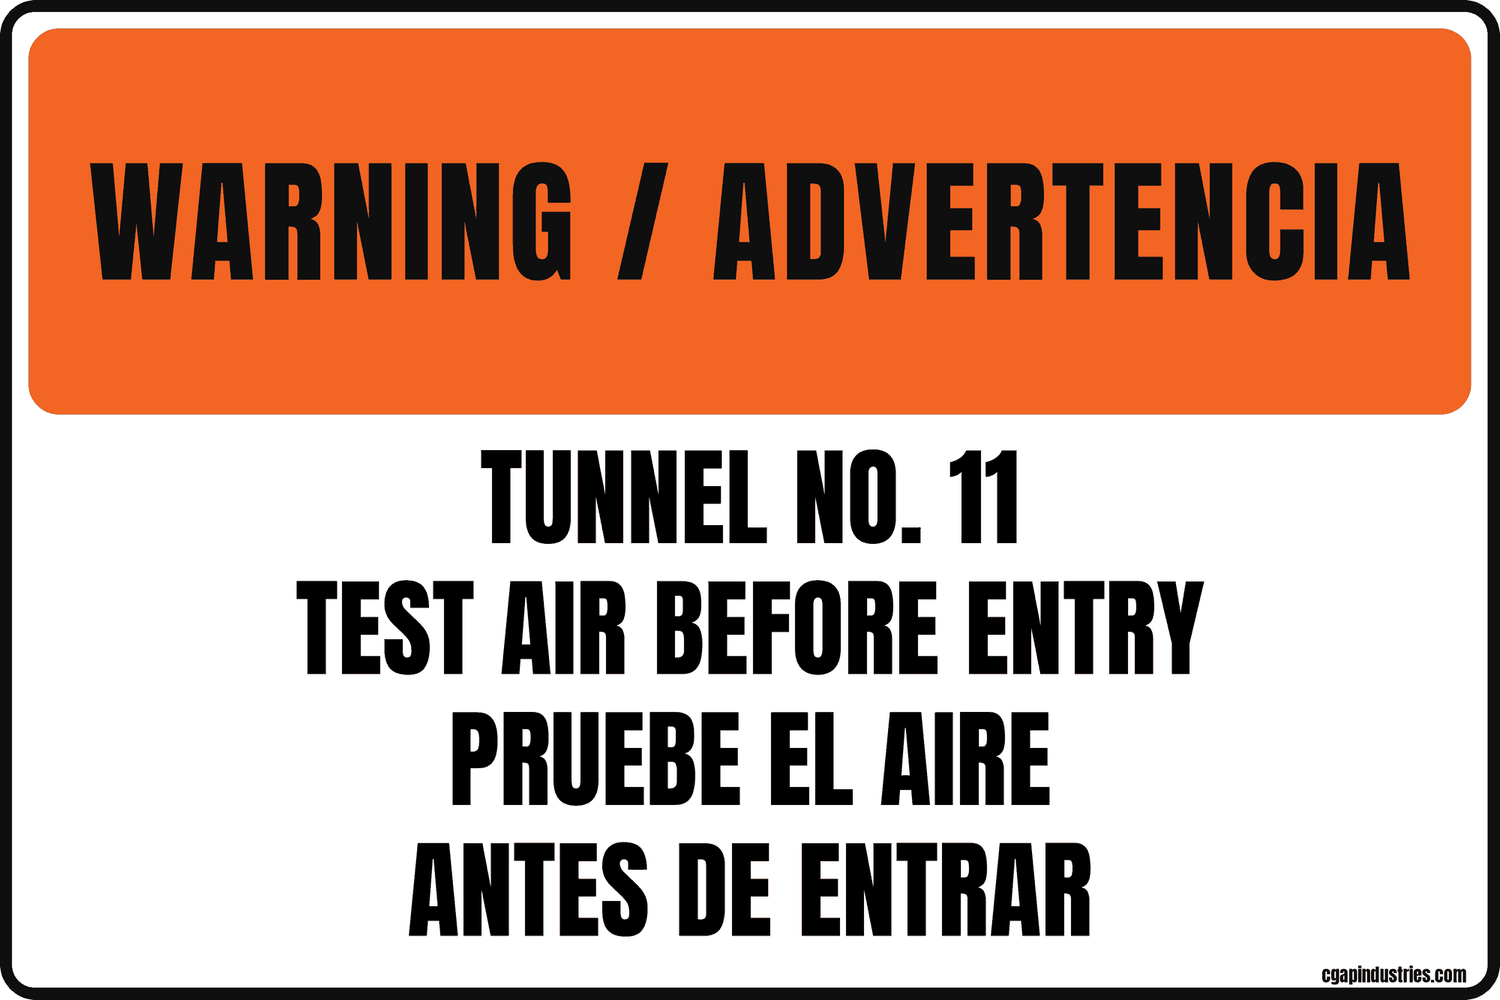 WARNING / ADVERTENCIA
TUNNEL NO. 11
TEST AIR BEFORE ENTRY
PRUEBE EL AIRE
ANTES DE ENTRAR
cgapindustries.com